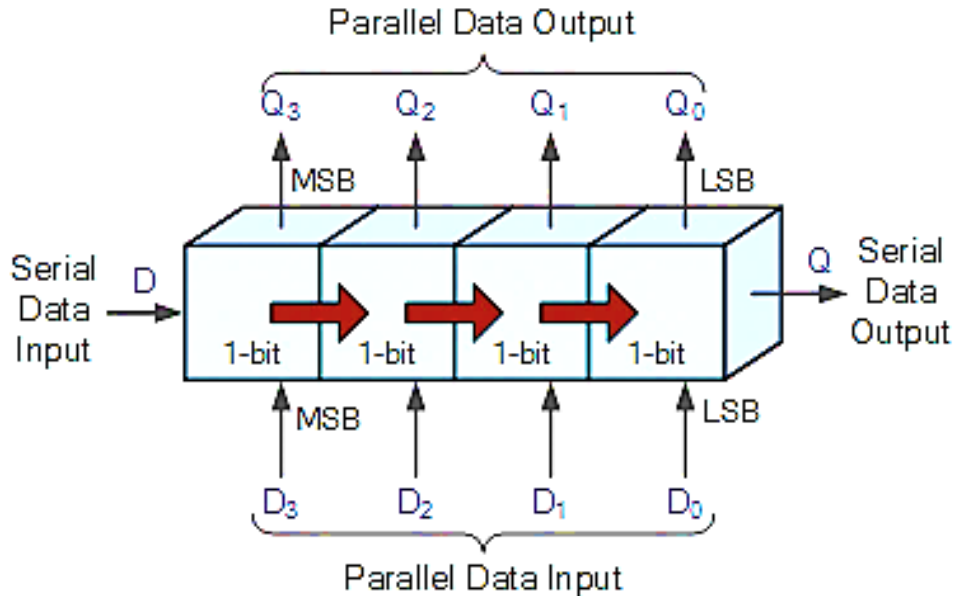 Parallel Data Output
Q₃ Q₂ Q₁ Q₀
MSB LSB
Serial Data Input
D
Q
Serial Data Output
1-bit 1-bit 1-bit 1-bit
MSB LSB
D₃ D₂ D₁ D₀
Parallel Data Input